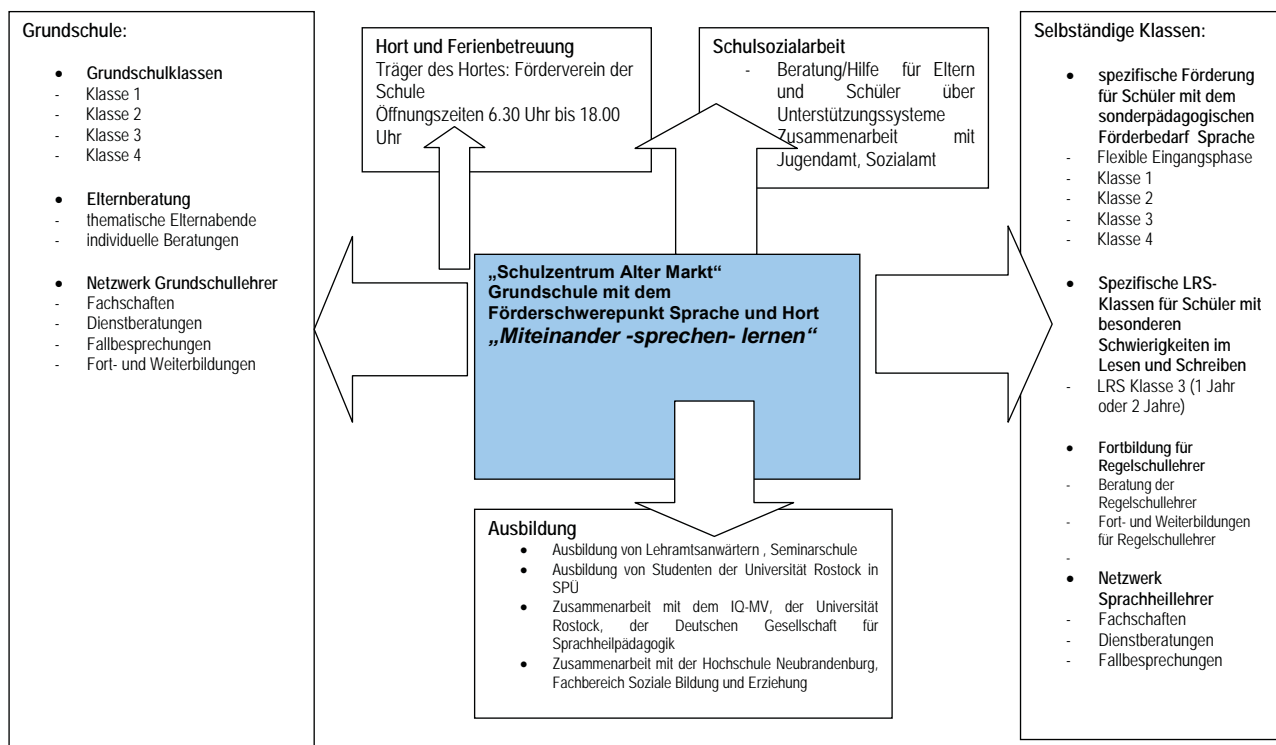 Grundschule:
• Grundschulklassen
- Klasse 1
- Klasse 2
- Klasse 3
- Klasse 4
• Elternberatung
- thematische Elternabende
- individuelle Beratungen
• Netzwerk Grundschullehrer
- Fachschaften
- Dienstberatungen
- Fallbesprechungen
- Fort- und Weiterbildungen
Hort und Ferienbetreuung
Träger des Hortes: Förderverein der
Schule
Öffnungszeiten 6.30 Uhr bis 18.00
Uhr
Schulsozialarbeit
- Beratung/Hilfe für Eltern
und Schüler über
Unterstützungssysteme
Zusammenarbeit mit
Jugendamt, Sozialamt
„Schulzentrum Alter Markt“
Grundschule mit dem
Förderschwerepunkt Sprache und Hort
„Miteinander -sprechen- lernen“
Ausbildung
• Ausbildung von Lehramtsanwärtern , Seminarschule
• Ausbildung von Studenten der Universität Rostock in
SPÜ
• Zusammenarbeit mit dem IQ-MV, der Universität
Rostock, der Deutschen Gesellschaft für
Sprachheilpädagogik
• Zusammenarbeit mit der Hochschule Neubrandenburg,
Fachbereich Soziale Bildung und Erziehung
Selbständige Klassen:
• spezifische Förderung
für Schüler mit dem
sonderpädagogischen
Förderbedarf Sprache
- Flexible Eingangsphase
- Klasse 1
- Klasse 2
- Klasse 3
- Klasse 4
• Spezifische LRS-
Klassen für Schüler mit
besonderen
Schwierigkeiten im
Lesen und Schreiben
- LRS Klasse 3 (1 Jahr
oder 2 Jahre)
• Fortbildung für
Regelschullehrer
- Beratung der
Regelschullehrer
- Fort- und Weiterbildungen
für Regelschullehrer
-
• Netzwerk
Sprachheillehrer
- Fachschaften
- Dienstberatungen
- Fallbesprechungen